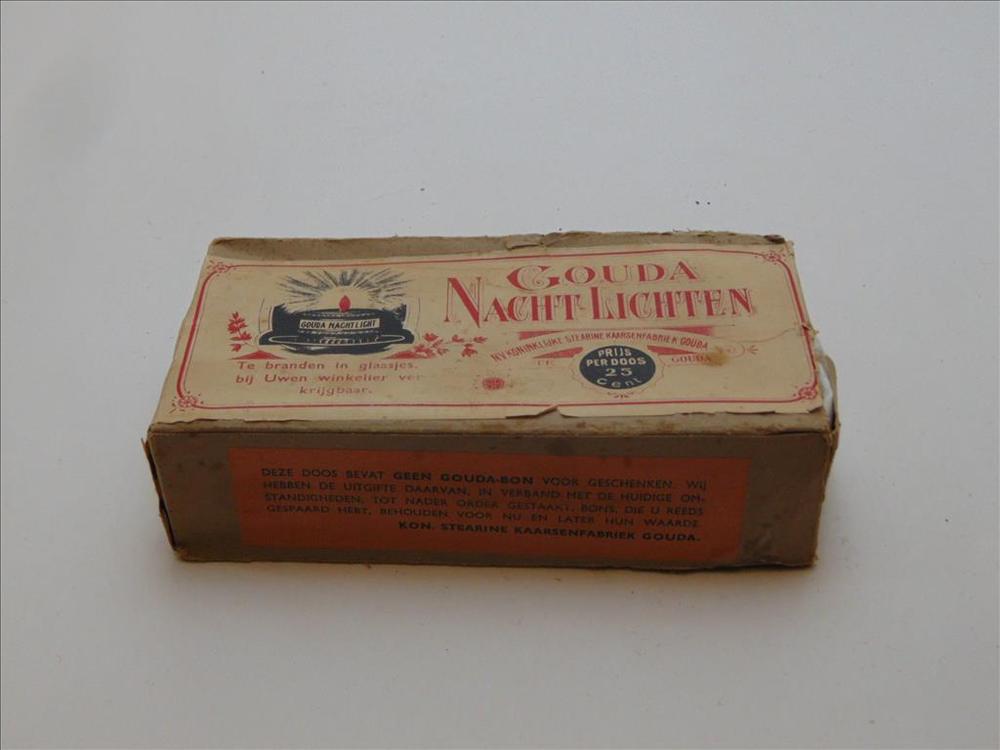 GOUDA
NACHT-LICHTEN
GOUDA NACHTLICHT
N.V. KONINKLIJKE STEARINE KAARSENFABRIEK GOUDA
TE GOUDA
PRIJS
PER DOOS
25
Cent
Te branden in glaasjes,
bij Uwen winkelier ver
krijgbaar.
DEZE DOOS BEVAT GEEN GOUDA-BON VOOR GESCHENKEN. WIJ
HEBBEN DE UITGIFTE DAARVAN, IN VERBAND MET DE HUIDIGE OM-
STANDIGHEDEN, TOT NADER ORDER GESTAAKT. BONS, DIE U REEDS
GESPAARD HEBT, BEHOUDEN VOOR NU EN LATER HUN WAARDE.
KON. STEARINE KAARSENFABRIEK GOUDA.